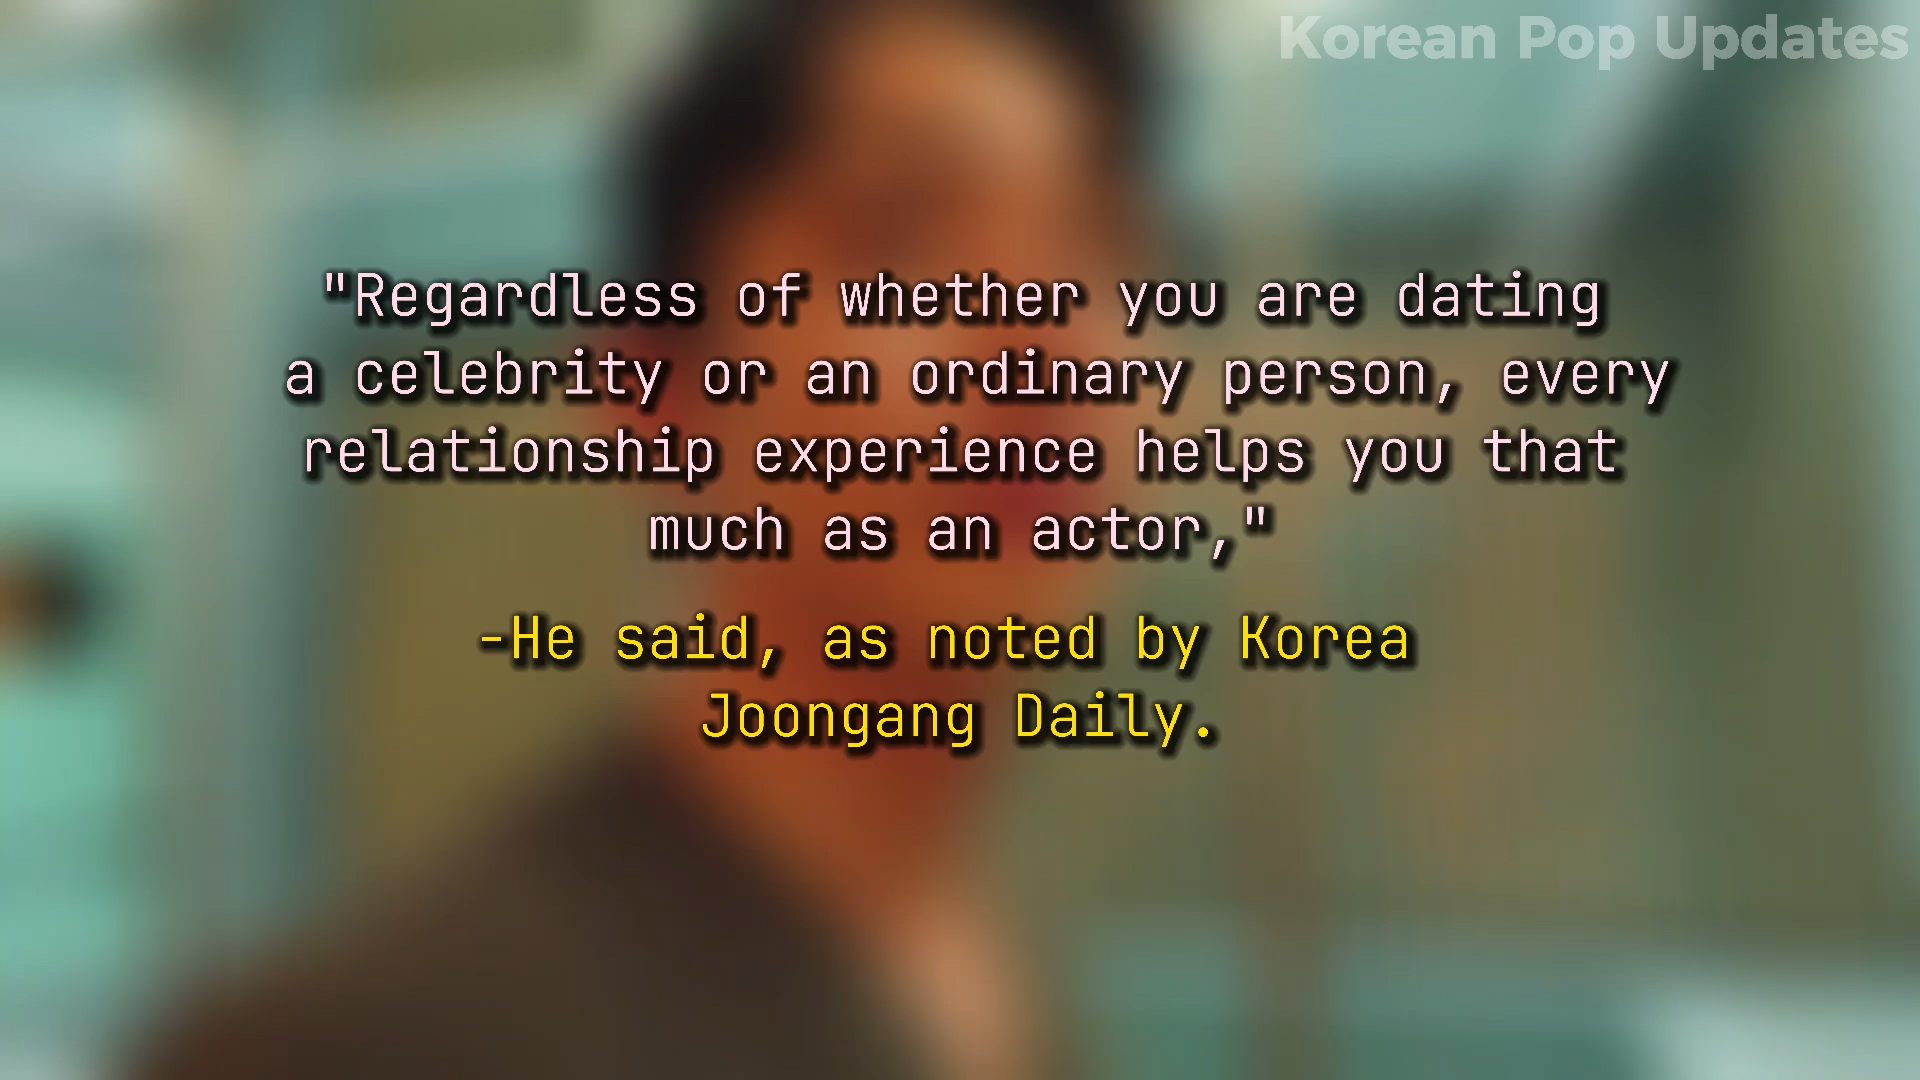 Korean Pop Updates
"Regardless of whether you are dating
a celebrity or an ordinary person, every
relationship experience helps you that
much as an actor,"
-He said, as noted by Korea
Joongang Daily.